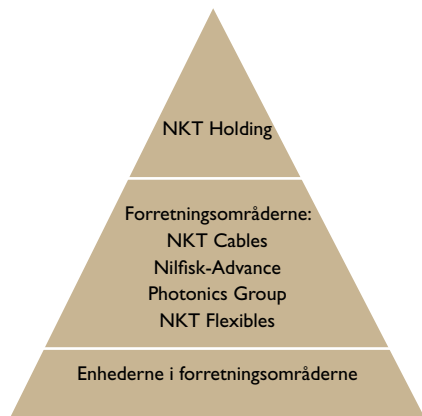 NKT Holding
Forretningsområderne:
NKT Cables
Nilfisk-Advance
Photonics Group
NKT Flexibles
Enhederne i forretningsområderne